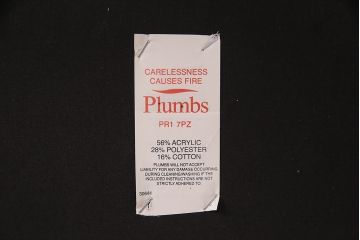 CARELESSNESS
CAUSES FIRE
Plumbs
PR1 7PZ
56% ACRYLIC
28% POLYESTER
16% COTTON
PLUMBS WILL NOT ACCEPT
LIABILITY FOR ANY DAMAGE OCCURRING
DURING CLEANING/WASHING IF THE
INCLUDED INSTRUCTIONS ARE NOT
STRICTLY ADHERED TO.